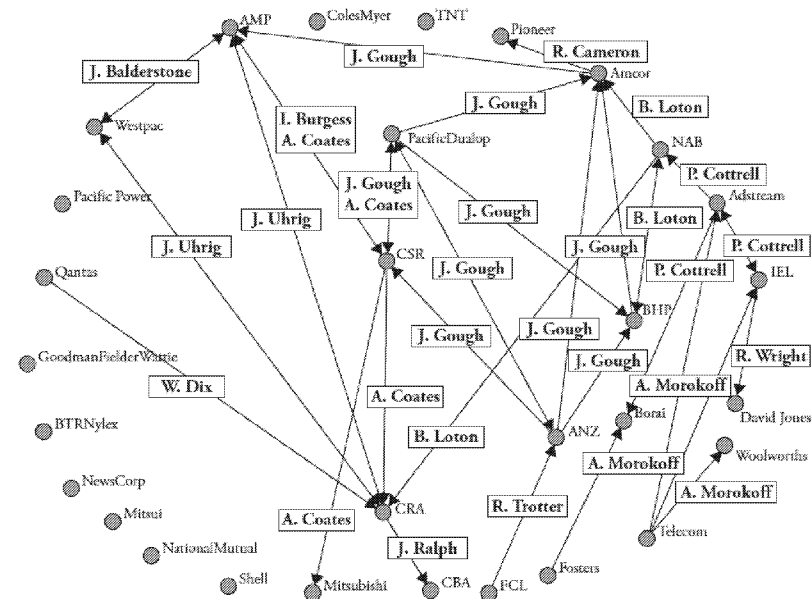 AMP
ColesMyer
TNT
Pioneer
R. Cameron
J. Gough
Amcor
J. Balderstone
J. Gough
B. Loton
I. Burgess
A. Coates
Westpac
PacificDualop
NAB
P. Cottrell
J. Gough
A. Coates
Adstream
Pacific Power
J. Gough
B. Loton
J. Uhrig
J. Uhrig
J. Gough
P. Cottrell
CSR
J. Gough
P. Cottrell
IEL
Qantas
BHP
J. Gough
J. Gough
GoodmanFielderWattie
J. Gough
R. Wright
W. Dix
A. Morokoff
A. Coates
David Jones
Borai
BTRNylex
B. Loton
ANZ
Woolworths
A. Morokoff
NewsCorp
A. Morokoff
CRA
R. Trotter
Mitsui
A. Coates
Telecom
J. Ralph
NationalMutual
Fosters
Shell
Mitsubishi
CBA
FCL